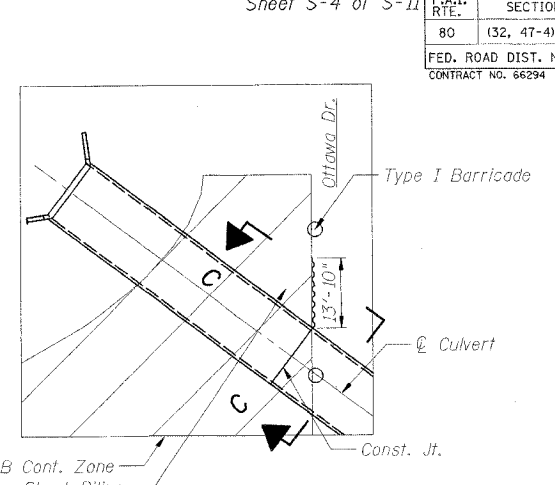 Sheet S-4 of S-11
F.A.I. RTE.
SECTION
80
(32, 47-4)
FED. ROAD DIST. N
CONTRACT NO. 66294
Ottawa Dr.
Type I Barricade
C
13'-10"
℄ Culvert
C
Const. Jt.
B Cont. Zone